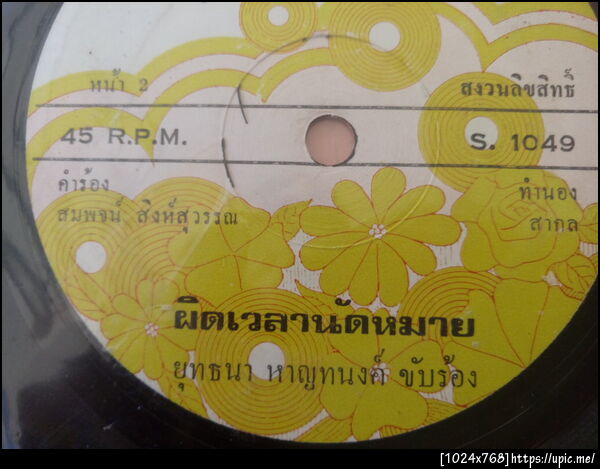 หน้า 2
สงวนลิขสิทธิ์
45 R.P.M.
S. 1049
คำร้อง
ทำนอง
สมพจน์ สิงห์สุวรรณ
สากล
ผิดเวลานัดหมาย
ยุทธนา หาญทนงค์ ขับร้อง
[1024x768]https://upic.me/